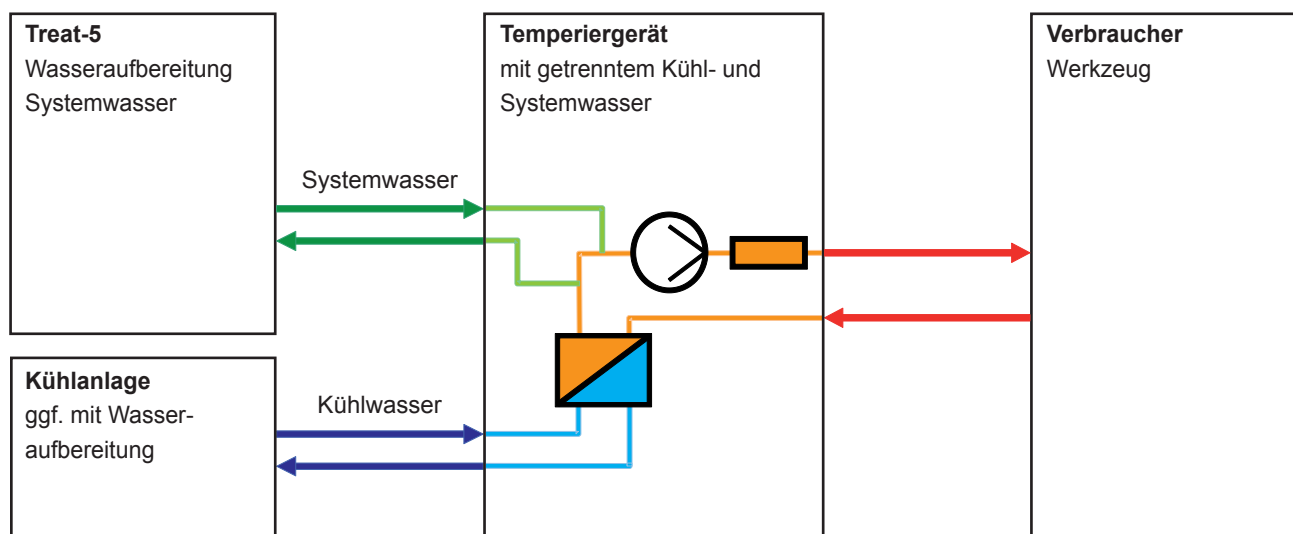 Treat-5
Wasseraufbereitung
Systemwasser
Temperiergerät
mit getrenntem Kühl- und
Systemwasser
Verbraucher
Werkzeug
Systemwasser
Kühlanlage
ggf. mit Wasser-
aufbereitung
Kühlwasser